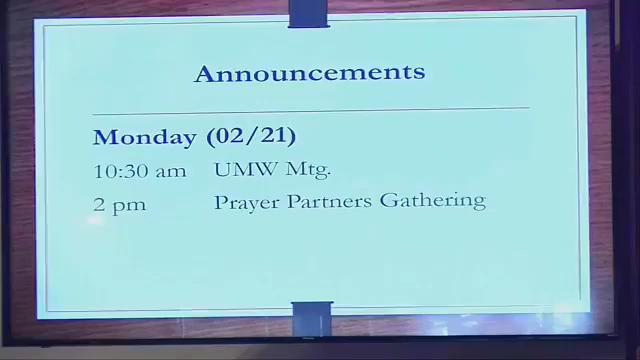 Announcements
Monday (02/21)
10:30 am UMW Mtg.
2 pm Prayer Partners Gathering